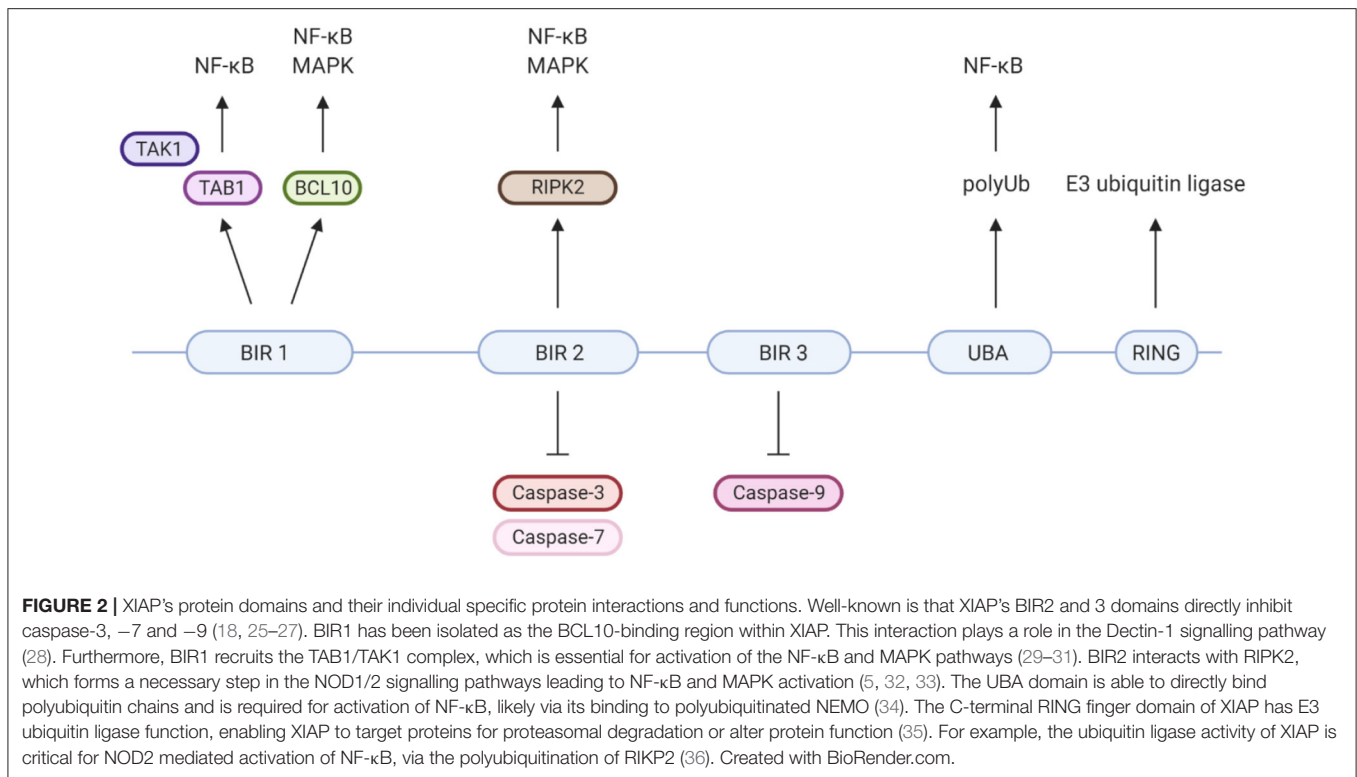 NF-κB
NF-κB
MAPK
NF-κB
MAPK
NF-κB
TAK1
TAB1
BCL10
RIPK2
polyUb
E3 ubiquitin ligase
BIR 1
BIR 2
BIR 3
UBA
RING
Caspase-3
Caspase-9
Caspase-7
FIGURE 2 | XIAP's protein domains and their individual specific protein interactions and functions. Well-known is that XIAP's BIR2 and 3 domains directly inhibit
caspase-3, −7 and −9 (18, 25–27). BIR1 has been isolated as the BCL10-binding region within XIAP. This interaction plays a role in the Dectin-1 signalling pathway
(28). Furthermore, BIR1 recruits the TAB1/TAK1 complex, which is essential for activation of the NF-κB and MAPK pathways (29–31). BIR2 interacts with RIPK2,
which forms a necessary step in the NOD1/2 signalling pathways leading to NF-κB and MAPK activation (5, 32, 33). The UBA domain is able to directly bind
polyubiquitin chains and is required for activation of NF-κB, likely via its binding to polyubiquitinated NEMO (34). The C-terminal RING finger domain of XIAP has E3
ubiquitin ligase function, enabling XIAP to target proteins for proteasomal degradation or alter protein function (35). For example, the ubiquitin ligase activity of XIAP is
critical for NOD2 mediated activation of NF-κB, via the polyubiquitination of RIKP2 (36). Created with BioRender.com.